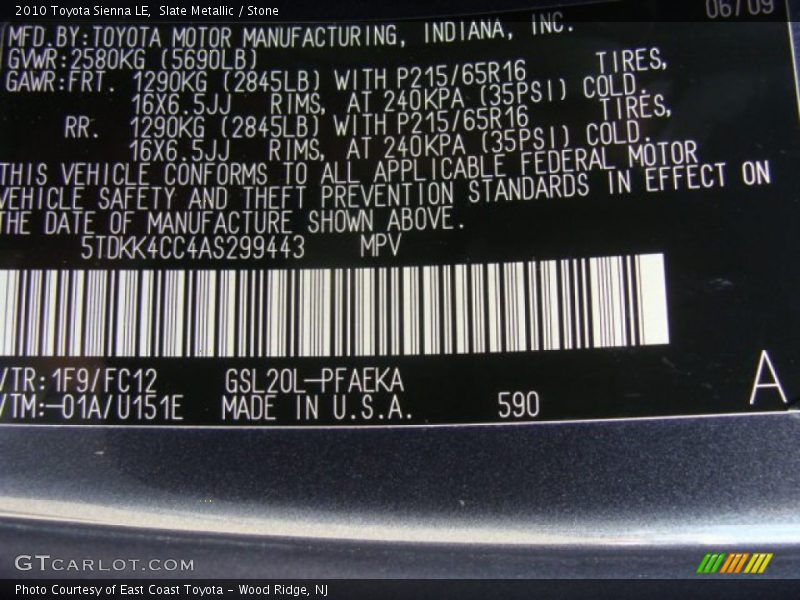 2010 Toyota Sienna LE, Slate Metallic / Stone
06/09
MFD.BY:TOYOTA MOTOR MANUFACTURING, INDIANA, INC.
GVWR:2580KG (5690LB)
GAWR:FRT. 1290KG (2845LB) WITH P215/65R16 TIRES,
16X6.5JJ RIMS, AT 240KPA (35PSI) COLD.
RR. 1290KG (2845LB) WITH P215/65R16 TIRES,
16X6.5JJ RIMS, AT 240KPA (35PSI) COLD.
THIS VEHICLE CONFORMS TO ALL APPLICABLE FEDERAL MOTOR
VEHICLE SAFETY AND THEFT PREVENTION STANDARDS IN EFFECT ON
THE DATE OF MANUFACTURE SHOWN ABOVE.
5TDKK4CC4AS299443 MPV
/TR:1F9/FC12 GSL20L-PFAEKA
/TM:-01A/U151E MADE IN U.S.A. 590
A
GTCARLOT.COM
Photo Courtesy of East Coast Toyota - Wood Ridge, NJ